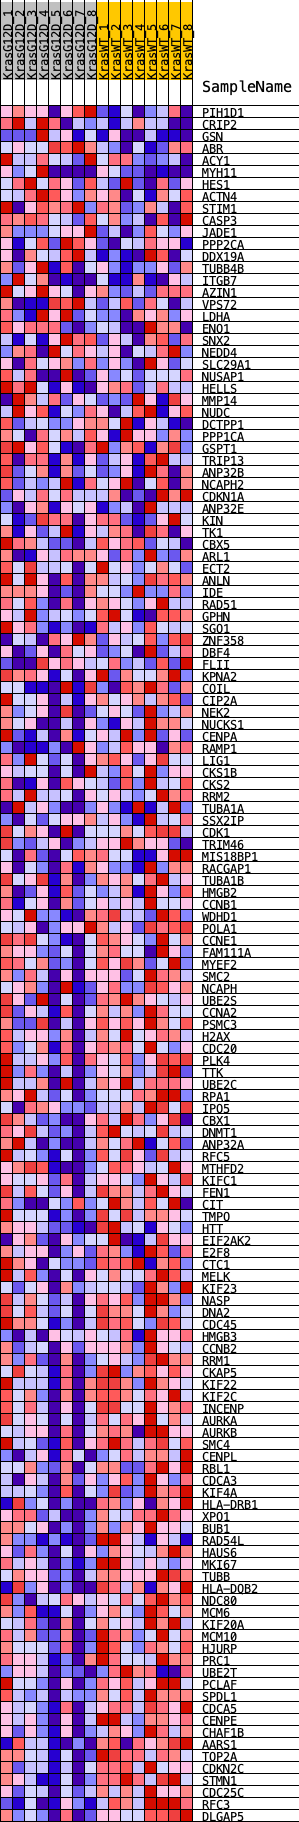 KrasG12D_1
KrasG12D_2
KrasG12D_3
KrasG12D_4
KrasG12D_5
KrasG12D_6
KrasG12D_7
KrasG12D_8
KrasWT_1
KrasWT_2
KrasWT_3
KrasWT_4
KrasWT_5
KrasWT_6
KrasWT_7
KrasWT_8
SampleName
PIH1D1
CRIP2
GSN
ABR
ACY1
MYH11
HES1
ACTN4
STIM1
CASP3
JADE1
PPP2CA
DDX19A
TUBB4B
ITGB7
AZIN1
VPS72
LDHA
ENO1
SNX2
NEDD4
SLC29A1
NUSAP1
HELLS
MMP14
NUDC
DCTPP1
PPP1CA
GSPT1
TRIP13
ANP32B
NCAPH2
CDKN1A
ANP32E
KIN
TK1
CBX5
ARL1
ECT2
ANLN
IDE
RAD51
GPHN
SGO1
ZNF358
DBF4
FLII
KPNA2
COIL
CIP2A
NEK2
NUCKS1
CENPA
RAMP1
LIG1
CKS1B
CKS2
RRM2
TUBA1A
SSX2IP
CDK1
TRIM46
MIS18BP1
RACGAP1
TUBA1B
HMGB2
CCNB1
WDHD1
POLA1
CCNE1
FAM111A
MYEF2
SMC2
NCAPH
UBE2S
CCNA2
PSMC3
H2AX
CDC20
PLK4
TTK
UBE2C
RPA1
IPO5
CBX1
DNMT1
ANP32A
RFC5
MTHFD2
KIFC1
FEN1
CIT
TMPO
HTT
EIF2AK2
E2F8
CTC1
MELK
KIF23
NASP
DNA2
CDC45
HMGB3
CCNB2
RRM1
CKAP5
KIF22
KIF2C
INCENP
AURKA
AURKB
SMC4
CENPL
RBL1
CDCA3
KIF4A
HLA−DRB1
XPO1
BUB1
RAD54L
HAUS6
MKI67
TUBB
HLA−DOB2
NDC80
MCM6
KIF20A
MCM10
HJURP
PRC1
UBE2T
PCLAF
SPDL1
CDCA5
CENPE
CHAF1B
AARS1
TOP2A
CDKN2C
STMN1
CDC25C
RFC3
DLGAP5